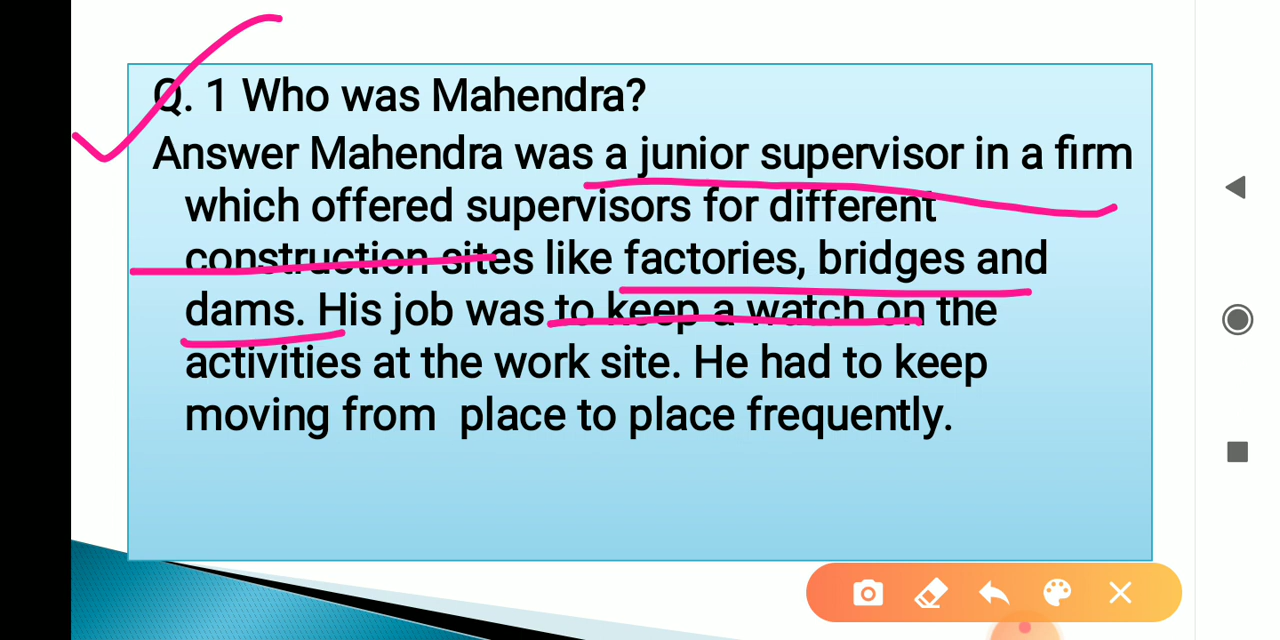 Q. 1 Who was Mahendra?
Answer Mahendra was a junior supervisor in a firm
which offered supervisors for different
construction sites like factories, bridges and
dams. His job was to keep a watch on the
activities at the work site. He had to keep
moving from place to place frequently.